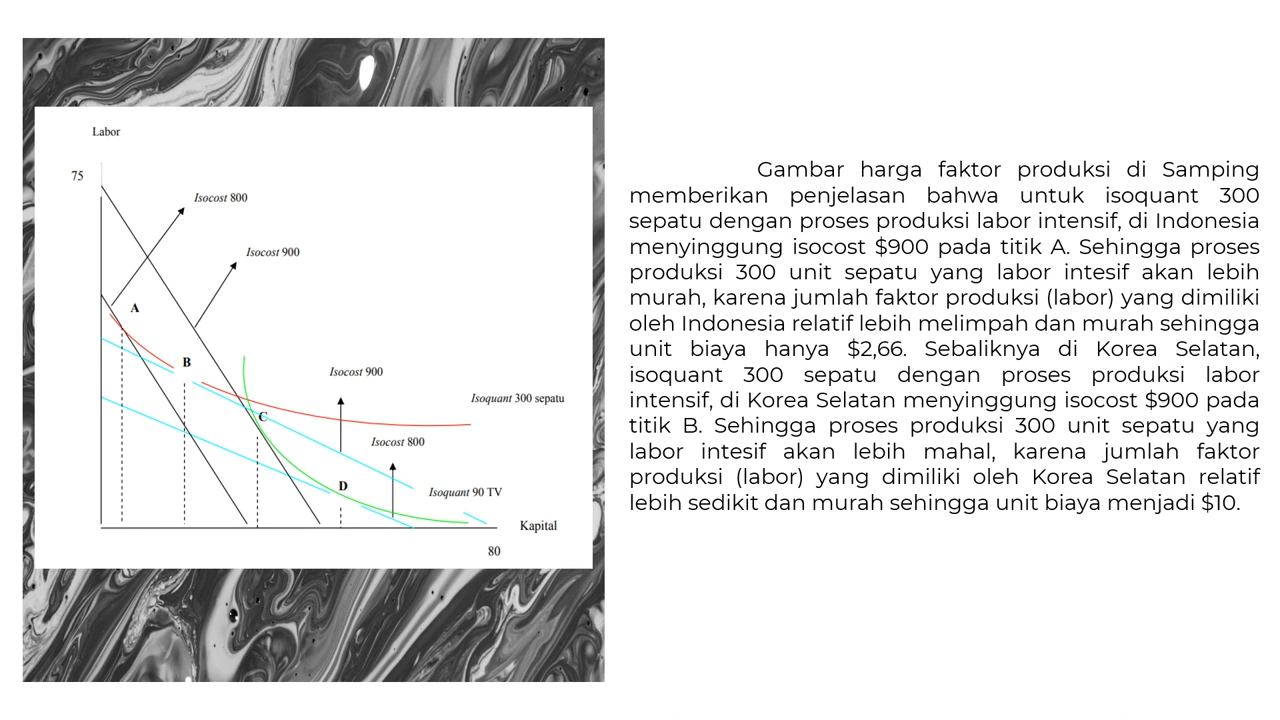 Labor
75
Isocost 800
Isocost 900
A
B
Isocost 900
Isoquant 300 sepatu
C
Isocost 800
D
Isoquant 90 TV
Kapital
80
Gambar harga faktor produksi di Samping
memberikan penjelasan bahwa untuk isoquant 300
sepatu dengan proses produksi labor intensif, di Indonesia
menyinggung isocost $900 pada titik A. Sehingga proses
produksi 300 unit sepatu yang labor intesif akan lebih
murah, karena jumlah faktor produksi (labor) yang dimiliki
oleh Indonesia relatif lebih melimpah dan murah sehingga
unit biaya hanya $2,66. Sebaliknya di Korea Selatan,
isoquant 300 sepatu dengan proses produksi labor
intensif, di Korea Selatan menyinggung isocost $900 pada
titik B. Sehingga proses produksi 300 unit sepatu yang
labor intesif akan lebih mahal, karena jumlah faktor
produksi (labor) yang dimiliki oleh Korea Selatan relatif
lebih sedikit dan murah sehingga unit biaya menjadi $10.